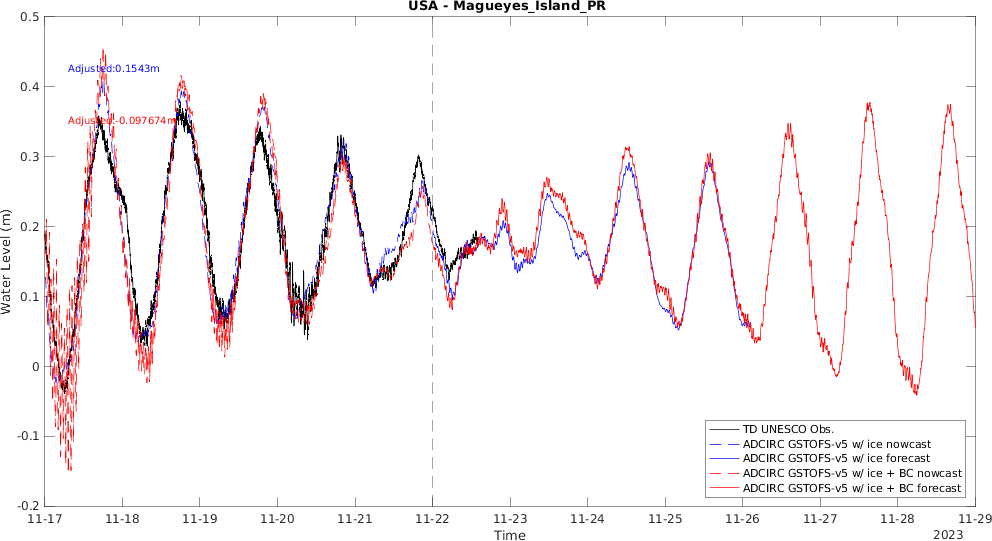 USA - Magueyes_Island_PR
Water Level (m)
0.5
0.4
0.3
0.2
0.1
0
-0.1
-0.2
Adjusted:0.1543m
Adjusted:-0.097674m
TD UNESCO Obs.
ADCIRC GSTOFS-v5 w/ ice nowcast
ADCIRC GSTOFS-v5 w/ ice forecast
ADCIRC GSTOFS-v5 w/ ice + BC nowcast
ADCIRC GSTOFS-v5 w/ ice + BC forecast
11-17 11-18 11-19 11-20 11-21 11-22 11-23 11-24 11-25 11-26 11-27 11-28 11-29
Time
2023